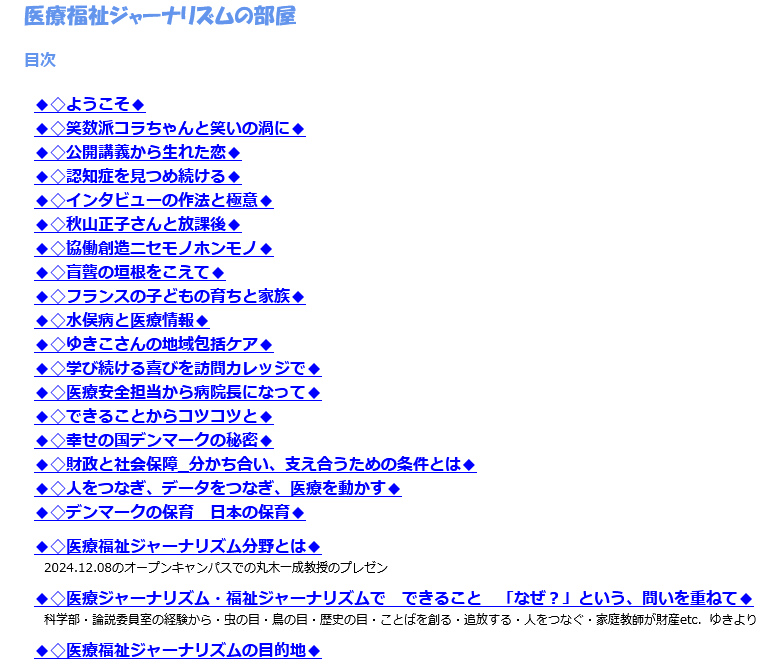 医療福祉ジャーナリズムの部屋
目次
◆◇ようこそ◆
◆◇笑数派コラちゃんと笑いの渦に◆
◆◇公開講義から生れた恋◆
◆◇認知症を見つめ続ける◆
◆◇インタビューの作法と極意◆
◆◇秋山正子さんと放課後◆
◆◇協働創造ニセモノホンモノ◆
◆◇盲聾の垣根をこえて◆
◆◇フランスの子どもの育ちと家族◆
◆◇水俣病と医療情報◆
◆◇ゆきこさんの地域包括ケア◆
◆◇学び続ける喜びを訪問カレッジで◆
◆◇医療安全担当から病院長になって◆
◆◇できることからコツコツと◆
◆◇幸せの国デンマークの秘密◆
◆◇財政と社会保障_分かち合い、支え合うための条件とは◆
◆◇人をつなぎ、データをつなぎ、医療を動かす◆
◆◇デンマークの保育　日本の保育◆
◆◇医療福祉ジャーナリズム分野とは◆
2024.12.08のオープンキャンパスでの丸木一成教授のプレゼン
◆◇医療ジャーナリズム・福祉ジャーナリズムで　できること　「なぜ？」という、問いを重ねて◆
科学部・論説委員室の経験から・虫の目・鳥の目・歴史の目・ことばを創る・追放する・人をつなぐ・家庭教師が財産etc．ゆきより
◆◇医療福祉ジャーナリズムの目的地◆